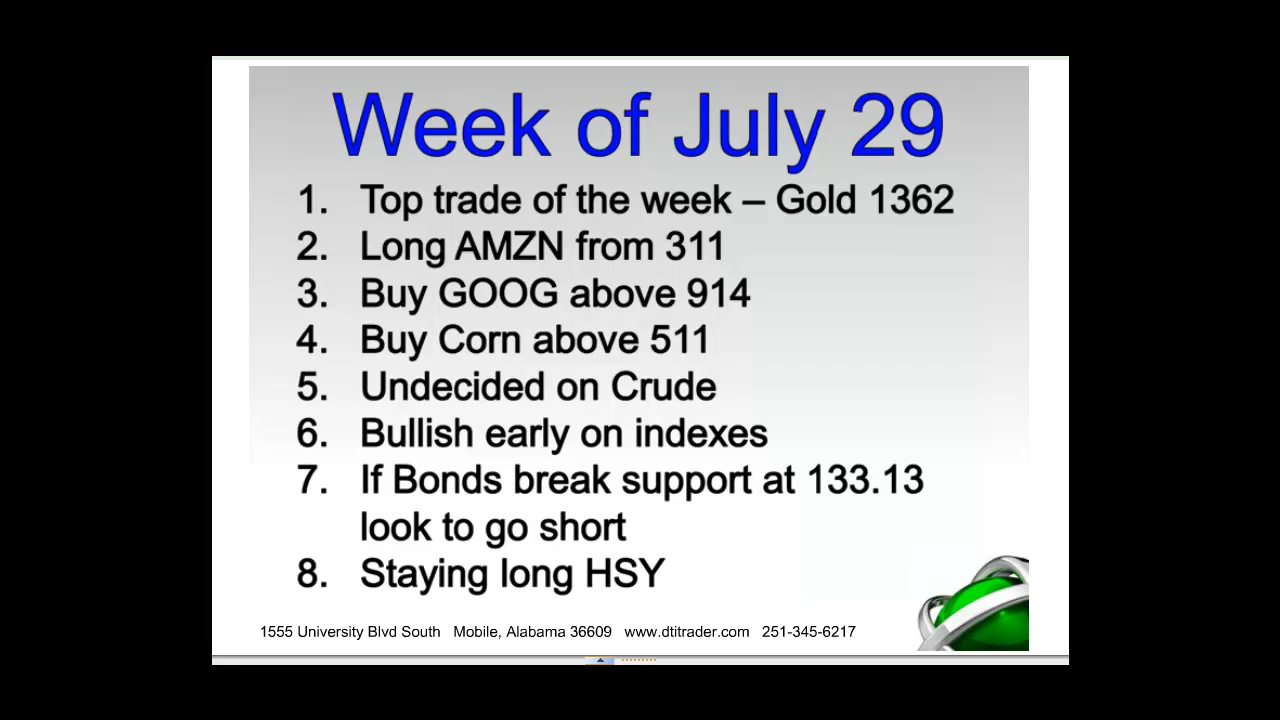 Week of July 29
1. Top trade of the week – Gold 1362
2. Long AMZN from 311
3. Buy GOOG above 914
4. Buy Corn above 511
5. Undecided on Crude
6. Bullish early on indexes
7. If Bonds break support at 133.13
look to go short
8. Staying long HSY
1555 University Blvd South Mobile, Alabama 36609 www.dtitrader.com 251-345-6217